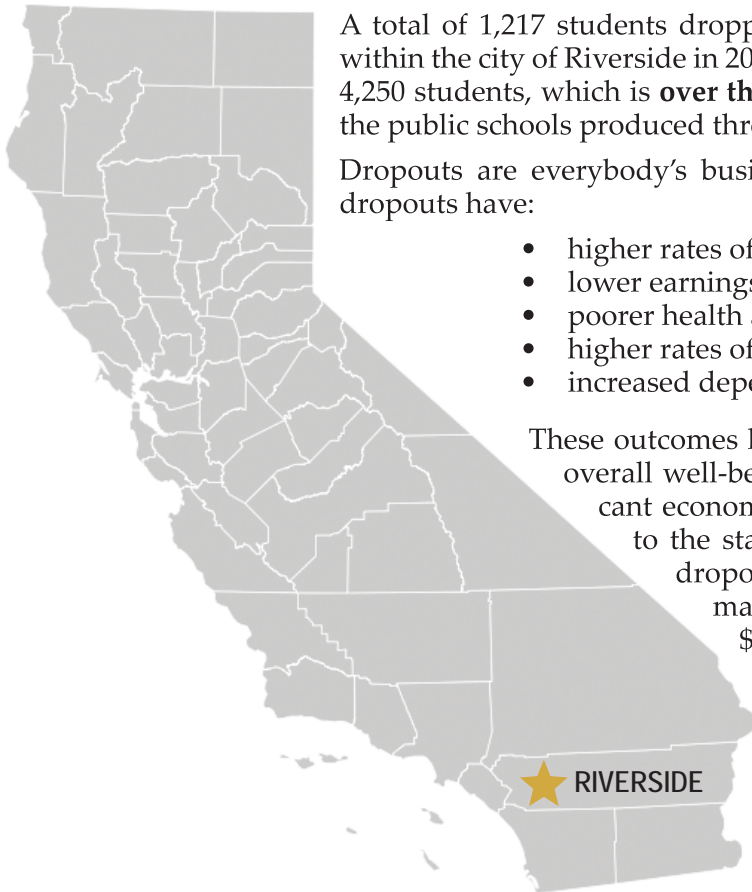 A total of 1,217 students dropp
within the city of Riverside in 20
4,250 students, which is over th
the public schools produced thre
Dropouts are everybody's busi
dropouts have:
• higher rates of
• lower earnings
• poorer health
• higher rates of
• increased depe
These outcomes
overall well-be
cant econom
to the sta
dropo
ma
$
RIVERSIDE